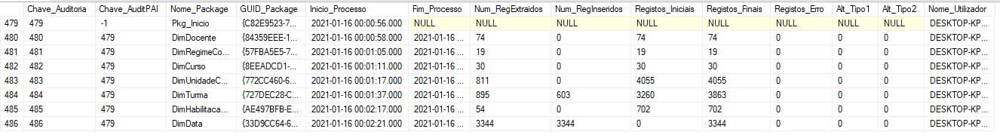 Chave_Auditoria Chave_AuditPAI Nome_Package GUID_Package Inicio_Processo Fim_Processo Num_RegExtraidos Num_RegInseridos Registos_Iniciais Registos_Finais Registos_Erro Alt_Tipo1 Alt_Tipo2 Nome_Utilizador
479 479 -1 Pkg_Inicio {C82E9523-7... 2021-01-16 00:00:56.000 NULL NULL NULL NULL NULL NULL NULL NULL DESKTOP-KP...
480 480 479 DimDocente {84359EEE-1... 2021-01-16 00:00:58.000 2021-01-16 ... 74 0 74 74 0 0 0 DESKTOP-KP...
481 481 479 DimRegimeCo... {57FBA5E5-7... 2021-01-16 00:01:05.000 2021-01-16 ... 19 0 19 19 0 0 0 DESKTOP-KP...
482 482 479 DimCurso {8EEADCD1-... 2021-01-16 00:01:11.000 2021-01-16 ... 30 0 30 30 0 0 0 DESKTOP-KP...
483 483 479 DimUnidadeC... {772CC460-6... 2021-01-16 00:01:17.000 2021-01-16 ... 811 0 4055 4055 0 0 0 DESKTOP-KP...
484 484 479 DimTurma {727DEC28-C... 2021-01-16 00:01:37.000 2021-01-16 ... 895 603 3260 3863 0 0 0 DESKTOP-KP...
485 485 479 DimHabilitaca... {AE497BFB-E... 2021-01-16 00:02:17.000 2021-01-16 ... 54 0 702 702 0 0 0 DESKTOP-KP...
486 486 479 DimData {33D9CC64-6... 2021-01-16 00:02:21.000 2021-01-16 ... 3344 3344 0 3344 0 0 0 DESKTOP-KP...